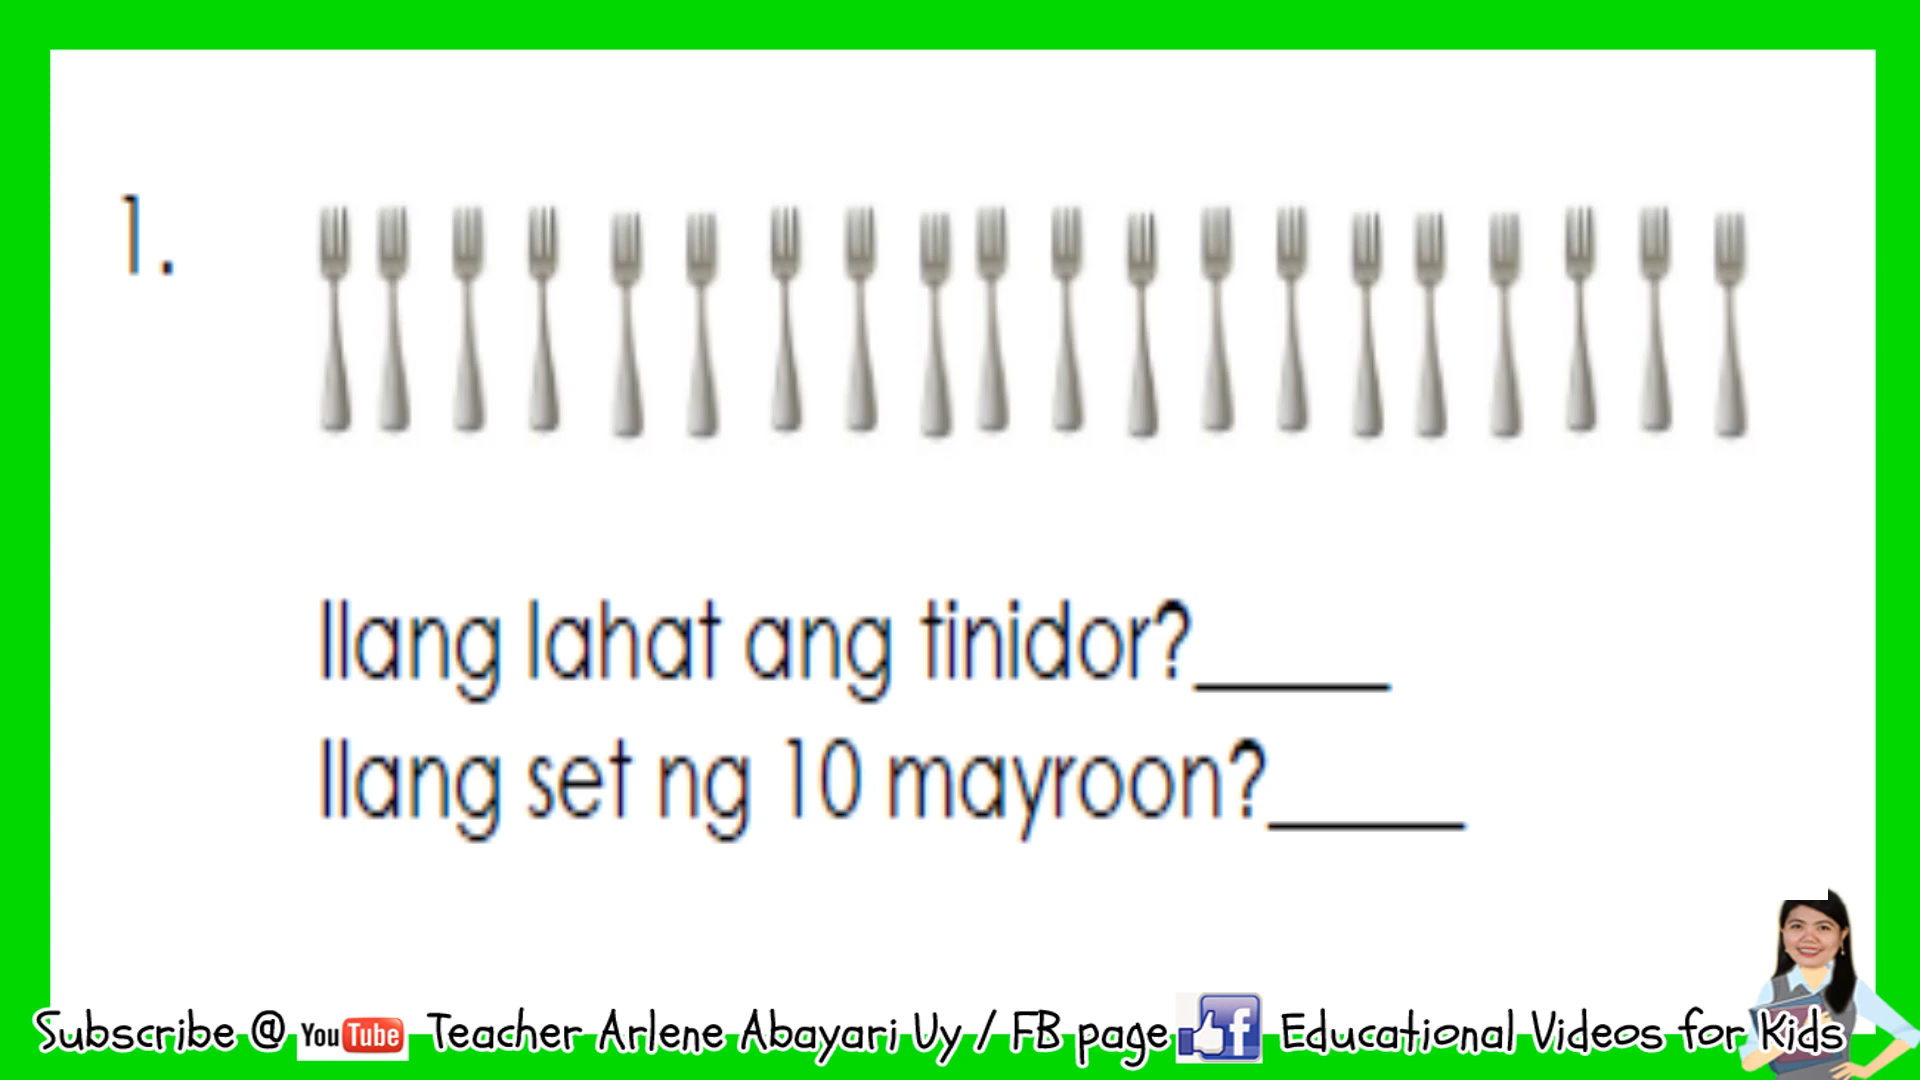 1.
Ilang lahat ang tinidor?____
Ilang set ng 10 mayroon?____
Subscribe @ YouTube Teacher Arlene Abayari Uy / FB page f Educational Videos for Kids